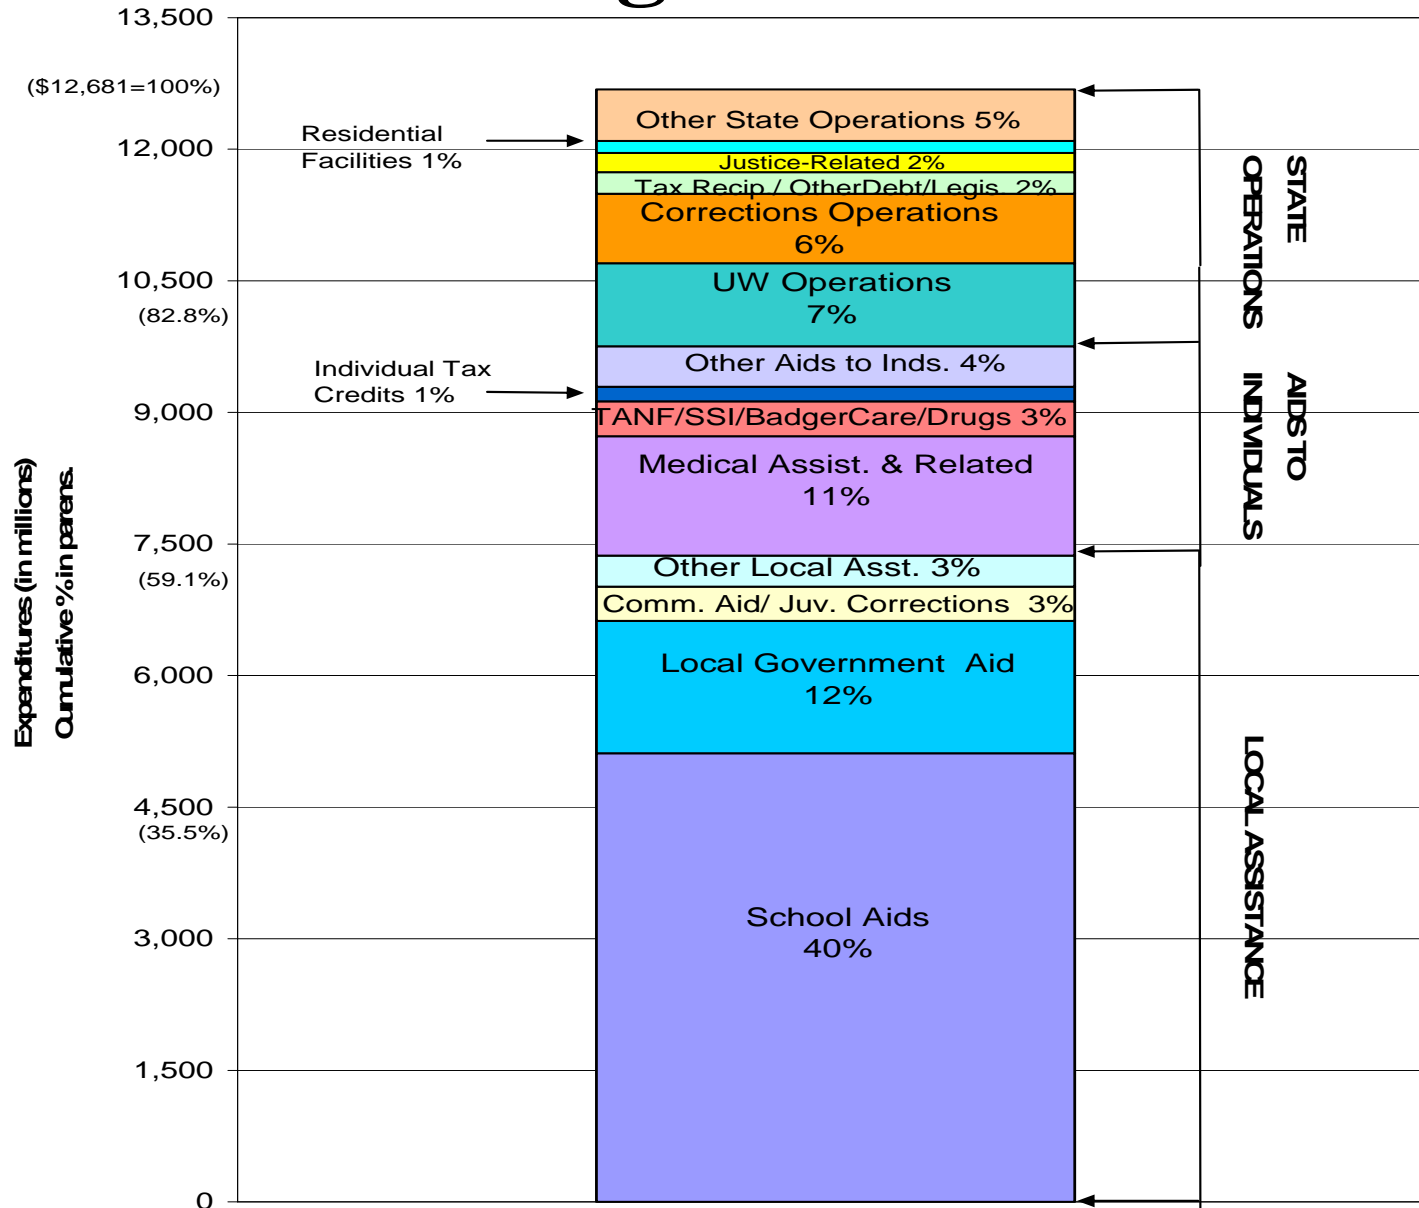 13,500
($12,681=100%)
12,000
10,500
(82.8%)
9,000
7,500
(59.1%)
6,000
4,500
(35.5%)
3,000
1,500
0
Expenditures (in millions)
Cumulative % in parens.
Residential
Facilities 1%
Individual Tax
Credits 1%
Other State Operations 5%
Justice-Related 2%
Tax Recip./ OtherDebt/Legis. 2%
Corrections Operations
6%
UW Operations
7%
Other Aids to Inds. 4%
TANF/SSI/BadgerCare/Drugs 3%
Medical Assist. & Related
11%
Other Local Asst. 3%
Comm. Aid/ Juv. Corrections 3%
Local Government Aid
12%
School Aids
40%
STATE
OPERATIONS
AIDS TO
INDIVIDUALS
LOCAL ASSISTANCE